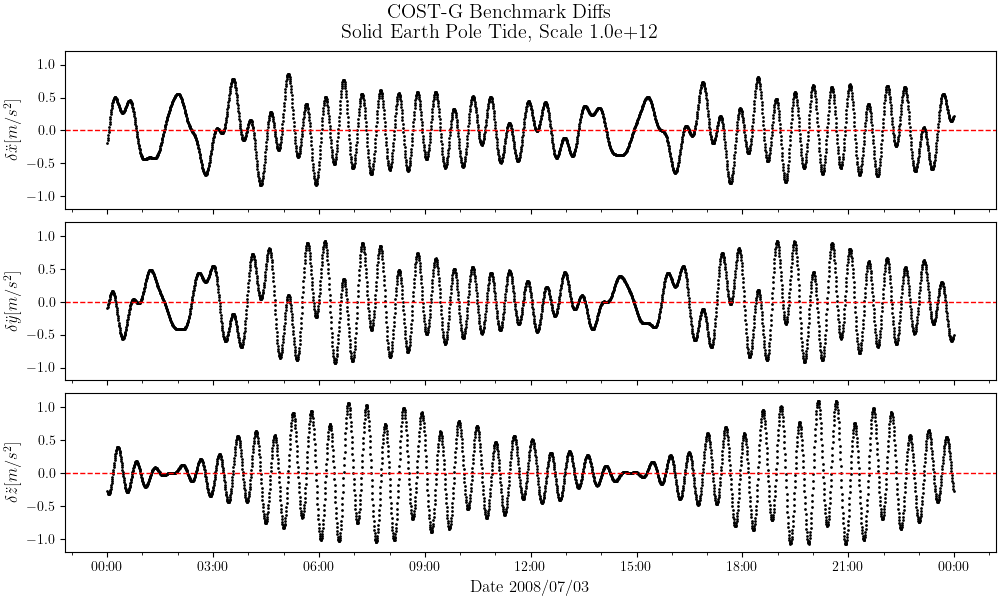 COST-G Benchmark Diffs
Solid Earth Pole Tide, Scale 1.0e+12
1.0
0.5
0.0
−0.5
−1.0
δẍ[m/s²]
1.0
0.5
0.0
−0.5
−1.0
δÿ[m/s²]
1.0
0.5
0.0
−0.5
−1.0
δz̈[m/s²]
00:00 03:00 06:00 09:00 12:00 15:00 18:00 21:00 00:00
Date 2008/07/03